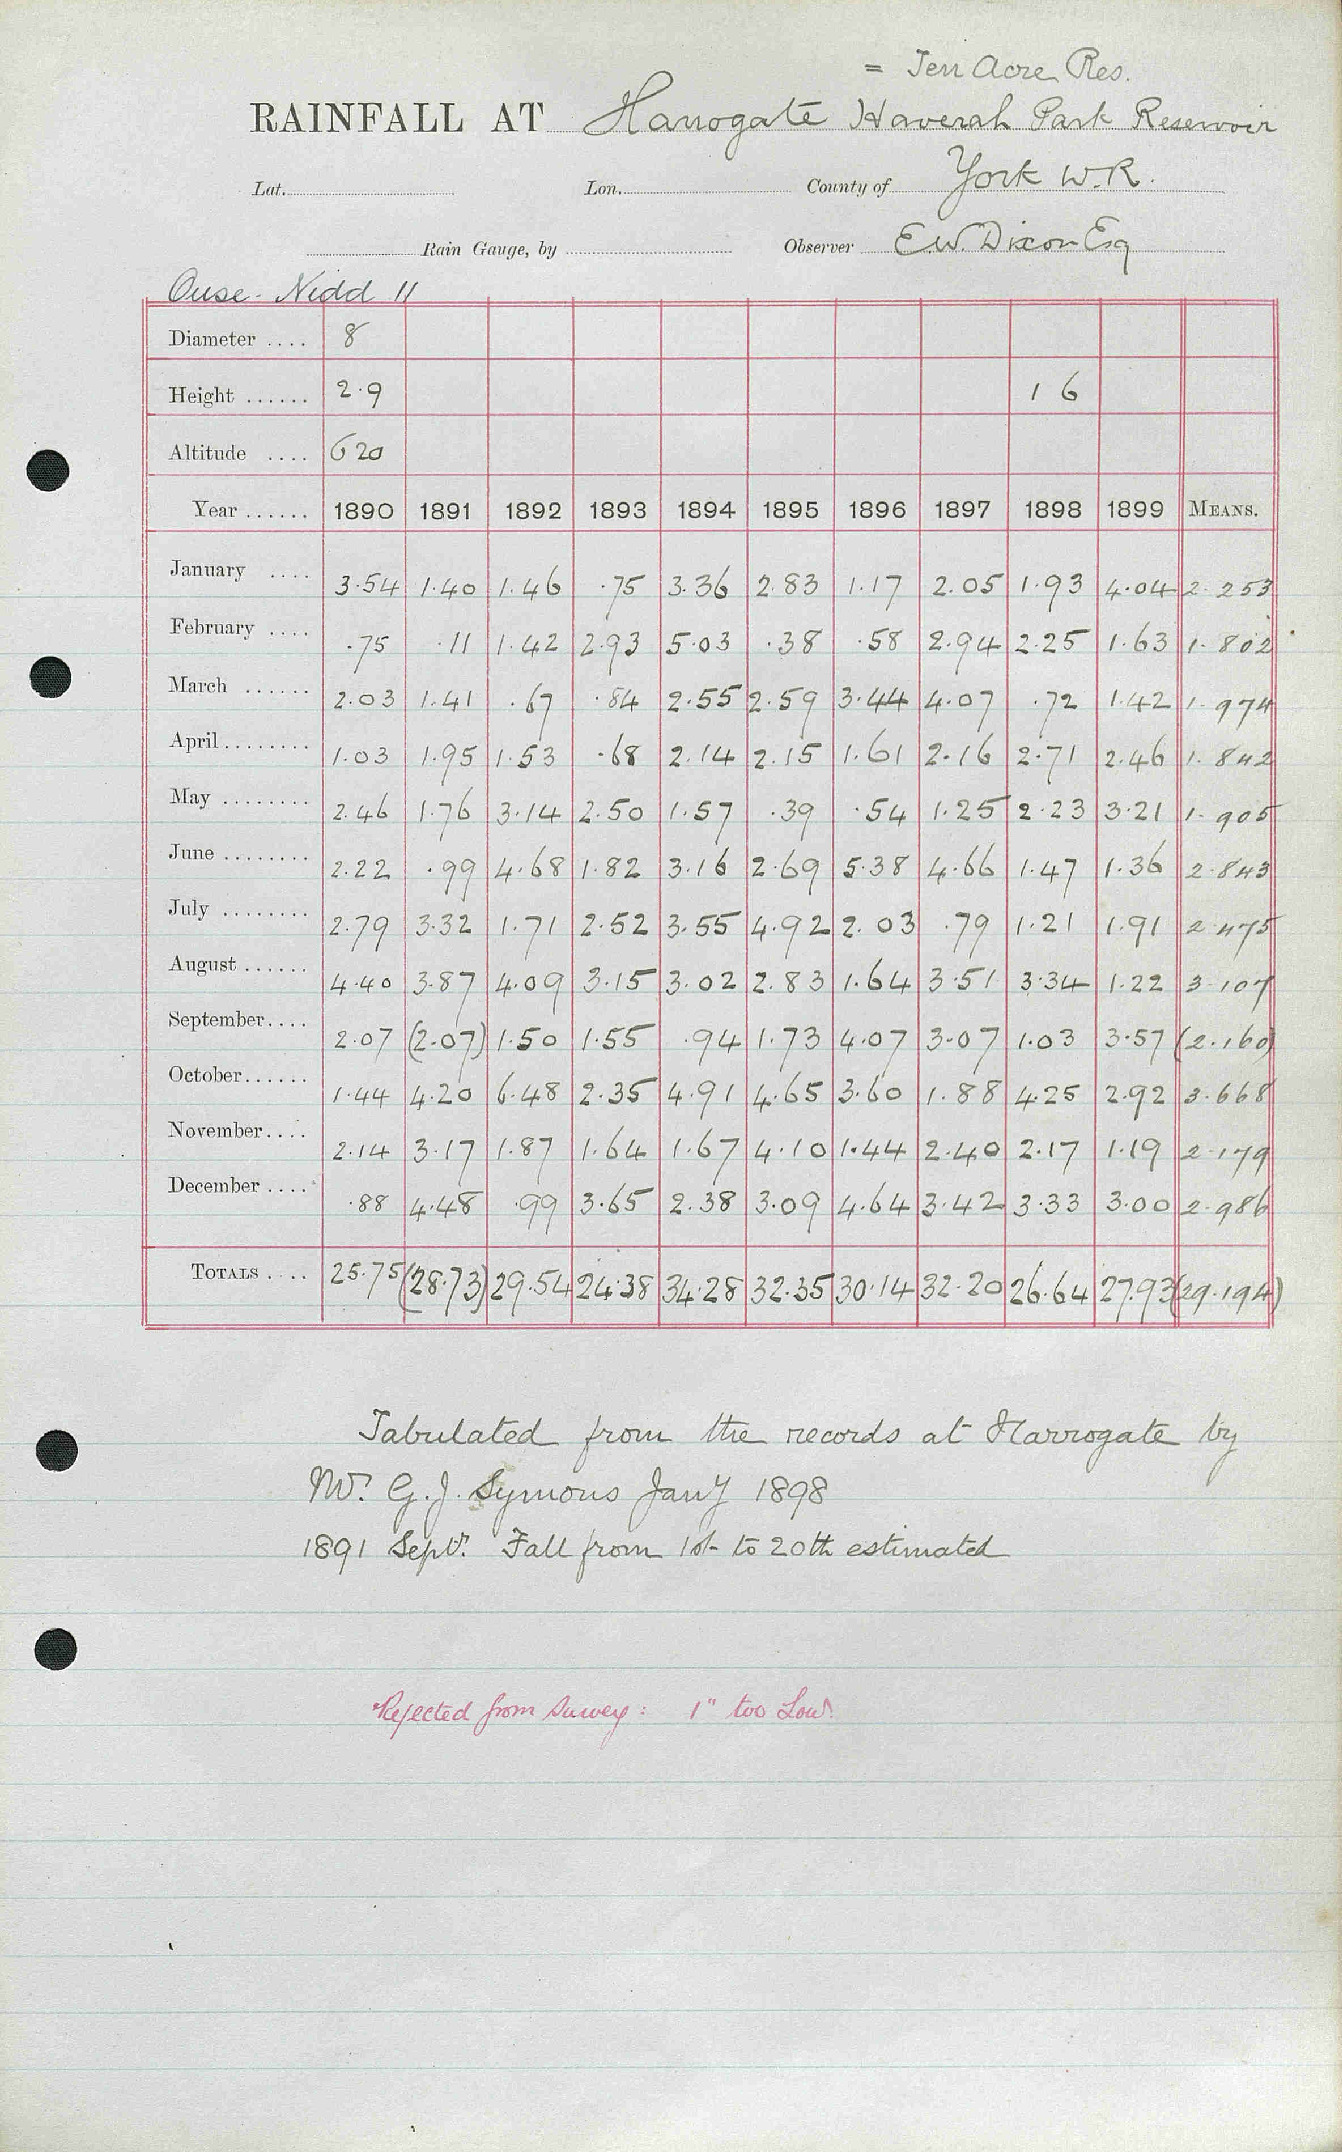 = Ten Acre Res.
RAINFALL AT Harrogate Haverah Park Reservoir
Lat. Lon. County of York W.R.
Rain Gauge, by Observer E.W. Dixon Esq
Ouse - Nidd 11
Diameter .... 8
Height ...... 2.9 1 6
Altitude .... 620
Year ...... 1890 1891 1892 1893 1894 1895 1896 1897 1898 1899 MEANS.
January .... 3.54 1.40 1.46 .75 3.36 2.83 1.17 2.05 1.93 4.04 2.253
February .... .75 .11 1.42 2.93 5.03 .38 .58 2.94 2.25 1.63 1.802
March ...... 2.03 1.41 .67 .84 2.55 2.59 3.44 4.07 .72 1.42 1.974
April........ 1.03 1.95 1.53 .68 2.14 2.15 1.61 2.16 2.71 2.46 1.842
May ........ 2.46 1.76 3.14 2.50 1.57 .39 .54 1.25 2.23 3.21 1.905
June ........ 2.22 .99 4.68 1.82 3.16 2.69 5.38 4.66 1.47 1.36 2.843
July ........ 2.79 3.32 1.71 2.52 3.55 4.92 2.03 .79 1.21 1.91 2.475
August ...... 4.40 3.87 4.09 3.15 3.02 2.83 1.64 3.51 3.34 1.22 3.107
September.... 2.07 (2.07) 1.50 1.55 .94 1.73 4.07 3.07 1.03 3.57 (2.160)
October...... 1.44 4.20 6.48 2.35 4.91 4.65 3.60 1.88 4.25 2.92 3.668
November.... 2.14 3.17 1.87 1.64 1.67 4.10 1.44 2.40 2.17 1.19 2.179
December .... .88 4.48 .99 3.65 2.38 3.09 4.64 3.42 3.33 3.00 2.986
TOTALS .... 25.75 (28.73) 29.54 24.38 34.28 32.35 30.14 32.20 26.64 27.93 (29.194)
Tabulated from the records at Harrogate by
Mr. G.J. Symons Jany 1898
1891 Sepr. Fall from 1st to 20th estimated
Rejected from Survey: 1" too Low.